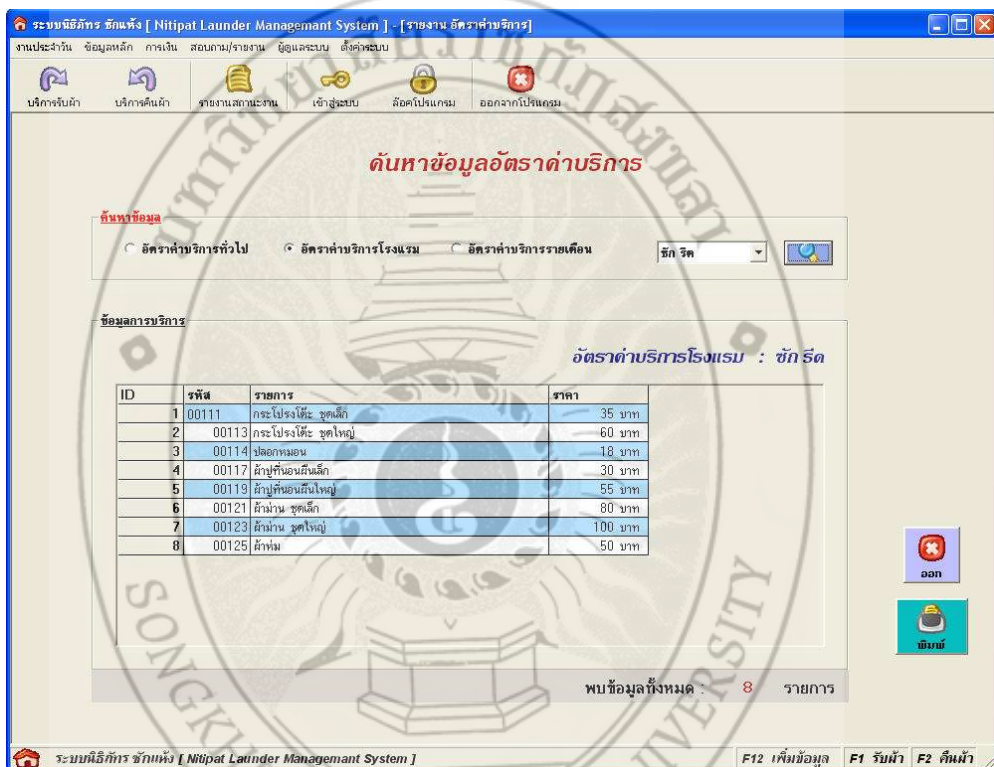 ระบบนิธิภัทร ซักแห้ง [ Nitipat Launder Managemant System ] - [รายงาน อัตราค่าบริการ]
งานประจำวัน ข้อมูลหลัก การเงิน สอบถาม/รายงาน ผู้ดูแลระบบ ตั้งค่าระบบ
บริการรับผ้า บริการคืนผ้า รายงานสถานะงาน เข้าสู่ระบบ ล๊อคโปรแกรม ออกจากโปรแกรม
ค้นหาข้อมูลอัตราค่าบริการ
ค้นหาข้อมูล
อัตราค่าบริการทั่วไป อัตราค่าบริการโรงแรม อัตราค่าบริการรายเดือน ซัก รีด
ข้อมูลการบริการ
อัตราค่าบริการโรงแรม : ซัก รีด
ID รหัส รายการ ราคา
1 00111 กระโปรงโต๊ะ ชุดเล็ก 35 บาท
2 00113 กระโปรงโต๊ะ ชุดใหญ่ 60 บาท
3 00114 ปลอกหมอน 18 บาท
4 00117 ผ้าปูที่นอนผืนเล็ก 30 บาท
5 00119 ผ้าปูที่นอนผืนใหญ่ 55 บาท
6 00121 ผ้าม่าน ชุดเล็ก 80 บาท
7 00123 ผ้าม่าน ชุดใหญ่ 100 บาท
8 00125 ผ้าห่ม 50 บาท
ออก
พิมพ์
พบข้อมูลทั้งหมด : 8 รายการ
ระบบนิธิภัทร ซักแห้ง [ Nitipat Launder Managemant System ] F12 เพิ่มข้อมูล F1 รับผ้า F2 คืนผ้า